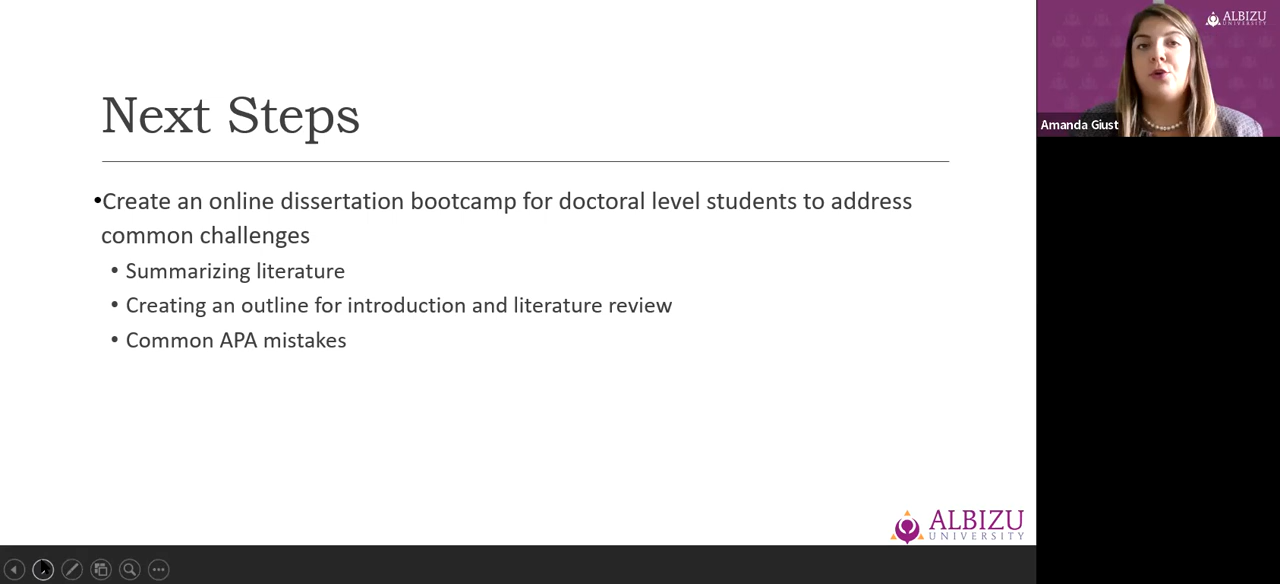 Next Steps
•Create an online dissertation bootcamp for doctoral level students to address
common challenges
• Summarizing literature
• Creating an outline for introduction and literature review
• Common APA mistakes
ALBIZU
UNIVERSITY
ALBIZU
UNIVERSITY
Amanda Giust